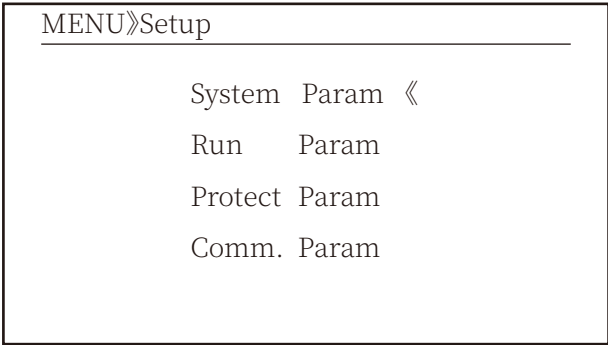 MENU》Setup
System Param 《
Run Param
Protect Param
Comm. Param